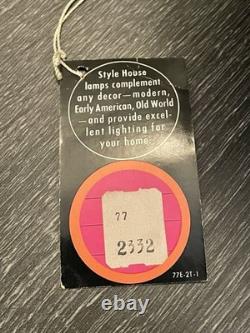 Style House
lamps complement
any decor—modern,
Early American, Old World
—and provide excel-
lent lighting for
your home.
77
2332
77E-2T-1
ebay